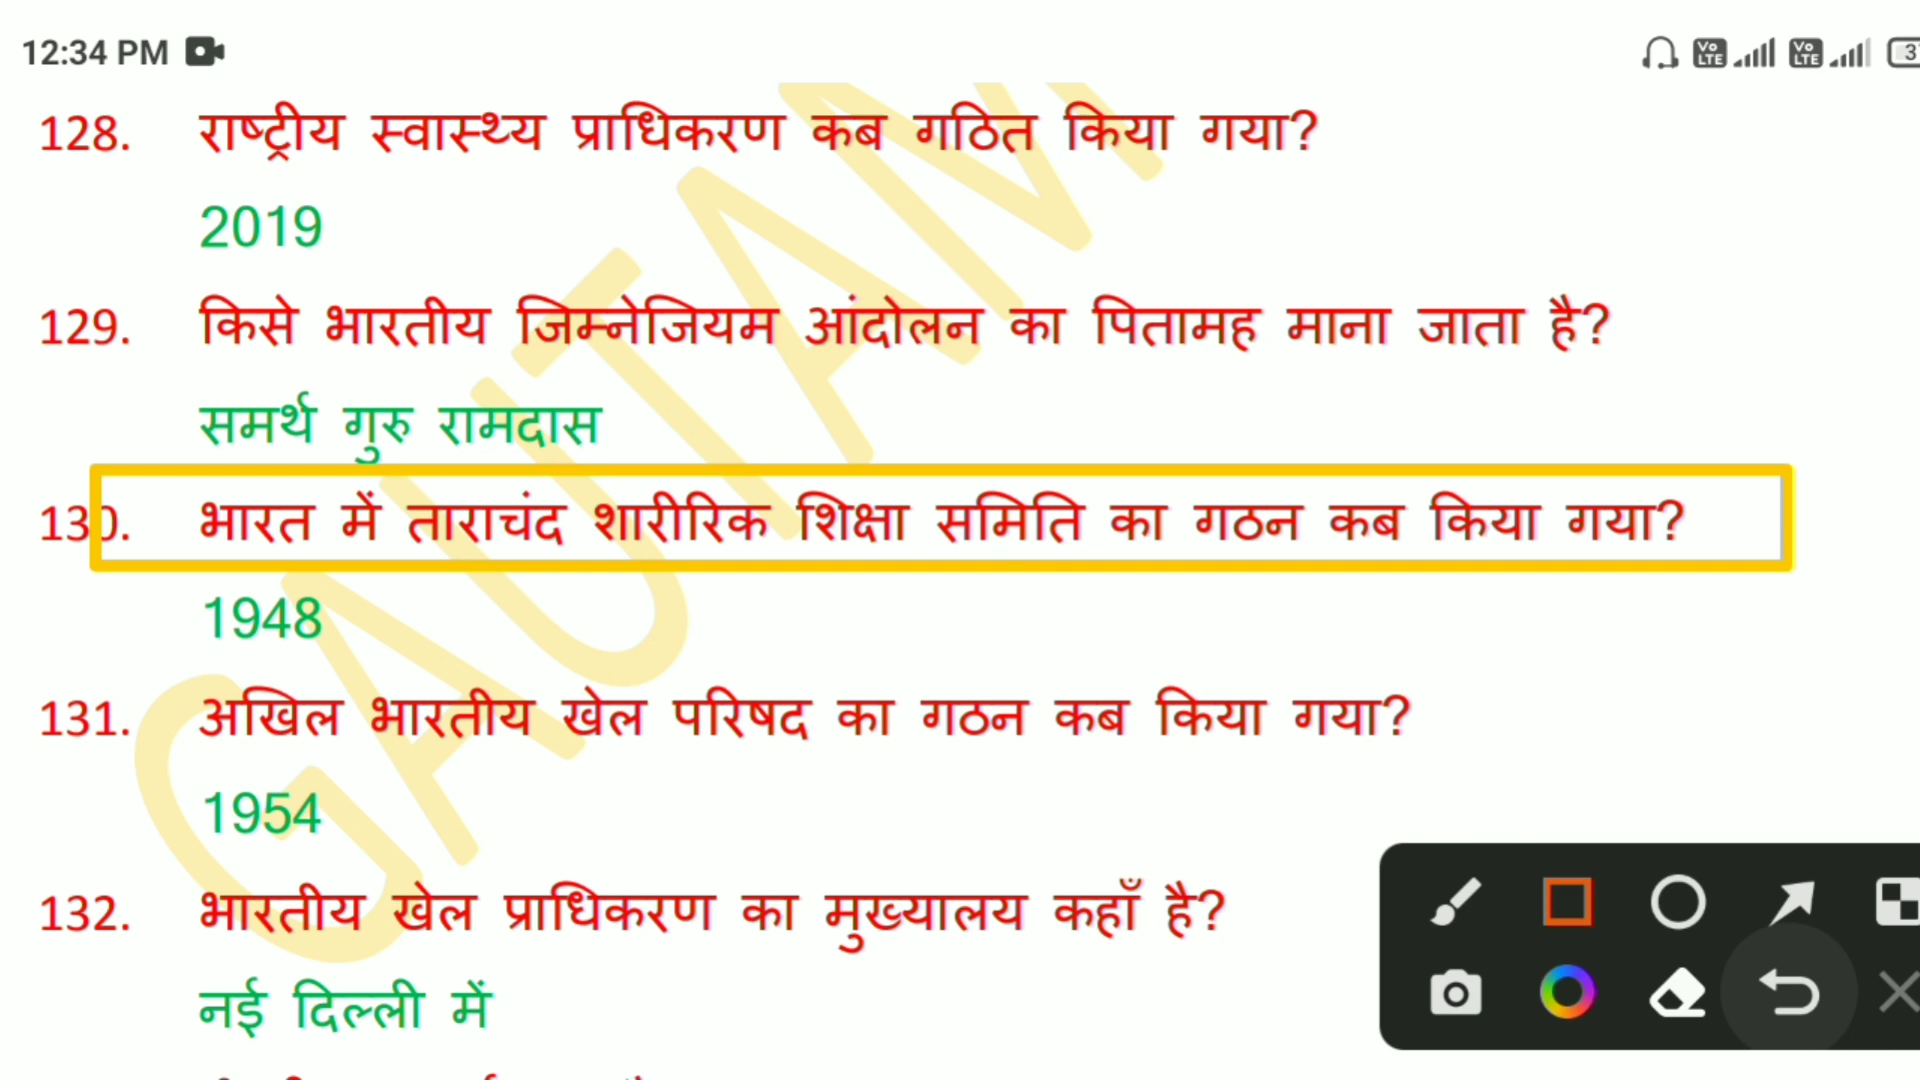 12:34 PM
128. राष्ट्रीय स्वास्थ्य प्राधिकरण कब गठित किया गया?
2019
129. किसे भारतीय जिम्नेजियम आंदोलन का पितामह माना जाता है?
समर्थ गुरु रामदास
130. भारत में ताराचंद शारीरिक शिक्षा समिति का गठन कब किया गया?
1948
131. अखिल भारतीय खेल परिषद का गठन कब किया गया?
1954
132. भारतीय खेल प्राधिकरण का मुख्यालय कहाँ है?
नई दिल्ली में
GAUTAM